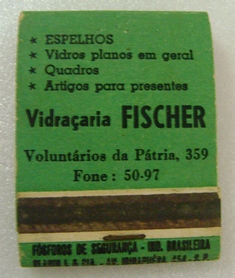 * ESPELHOS
* Vidros planos em geral
* Quadros
* Artigos para presentes
Vidraçaria FISCHER
Voluntários da Pátria, 359
Fone: 50-97
FÓSFOROS DE SEGURANÇA - IND. BRASILEIRA